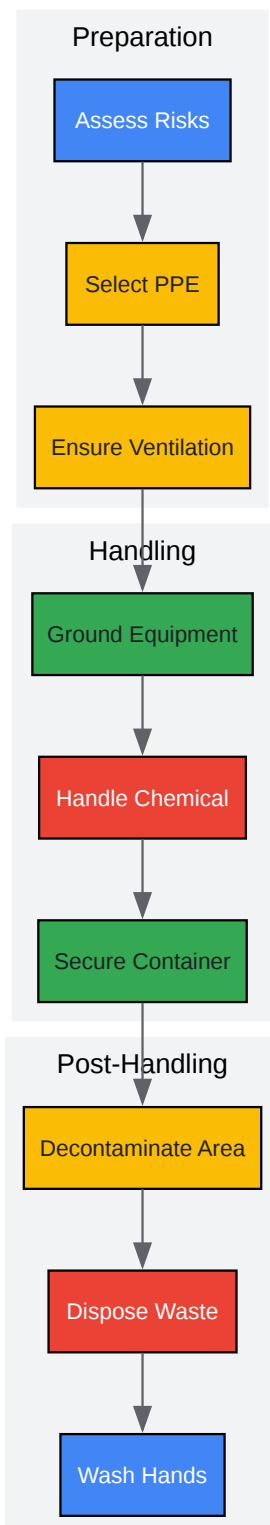 Preparation
Assess Risks
Select PPE
Ensure Ventilation
Handling
Ground Equipment
Handle Chemical
Secure Container
Post-Handling
Decontaminate Area
Dispose Waste
Wash Hands